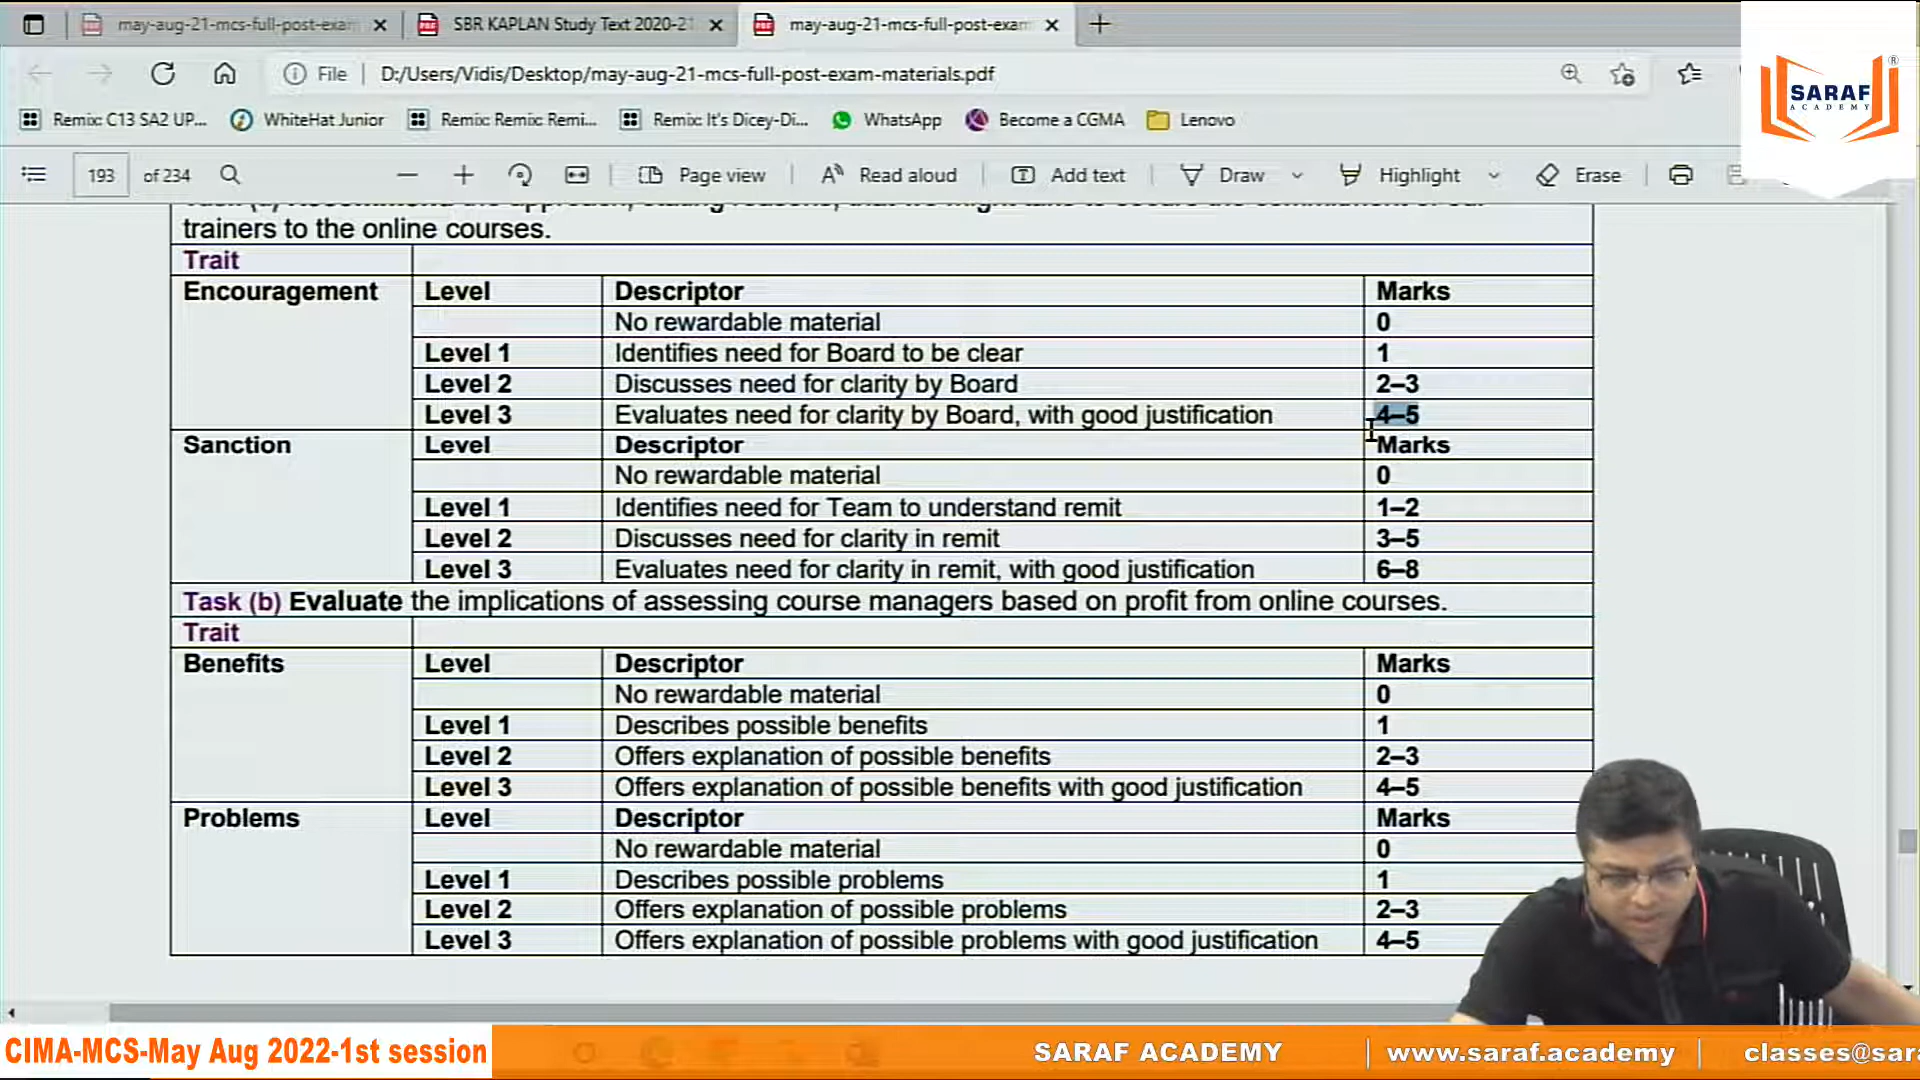 may-aug-21-mcs-full-post-exam
SBR KAPLAN Study Text 2020-21
may-aug-21-mcs-full-post-exam
File
D:/Users/Vidis/Desktop/may-aug-21-mcs-full-post-exam-materials.pdf
SARAF
ACADEMY
®
Remix: C13 SA2 UP...
WhiteHat Junior
Remix: Remix Remi...
Remix: It's Dicey-Di...
WhatsApp
Become a CGMA
Lenovo
193 of 234
Page view
Read aloud
Add text
Draw
Highlight
Erase
trainers to the online courses.
Trait
Encouragement Level Descriptor Marks
No rewardable material 0
Level 1 Identifies need for Board to be clear 1
Level 2 Discusses need for clarity by Board 2–3
Level 3 Evaluates need for clarity by Board, with good justification 4–5
Sanction Level Descriptor Marks
No rewardable material 0
Level 1 Identifies need for Team to understand remit 1–2
Level 2 Discusses need for clarity in remit 3–5
Level 3 Evaluates need for clarity in remit, with good justification 6–8
Task (b) Evaluate the implications of assessing course managers based on profit from online courses.
Trait
Benefits Level Descriptor Marks
No rewardable material 0
Level 1 Describes possible benefits 1
Level 2 Offers explanation of possible benefits 2–3
Level 3 Offers explanation of possible benefits with good justification 4–5
Problems Level Descriptor Marks
No rewardable material 0
Level 1 Describes possible problems 1
Level 2 Offers explanation of possible problems 2–3
Level 3 Offers explanation of possible problems with good justification 4–5
CIMA-MCS-May Aug 2022-1st session
SARAF ACADEMY | www.saraf.academy | classes@sara